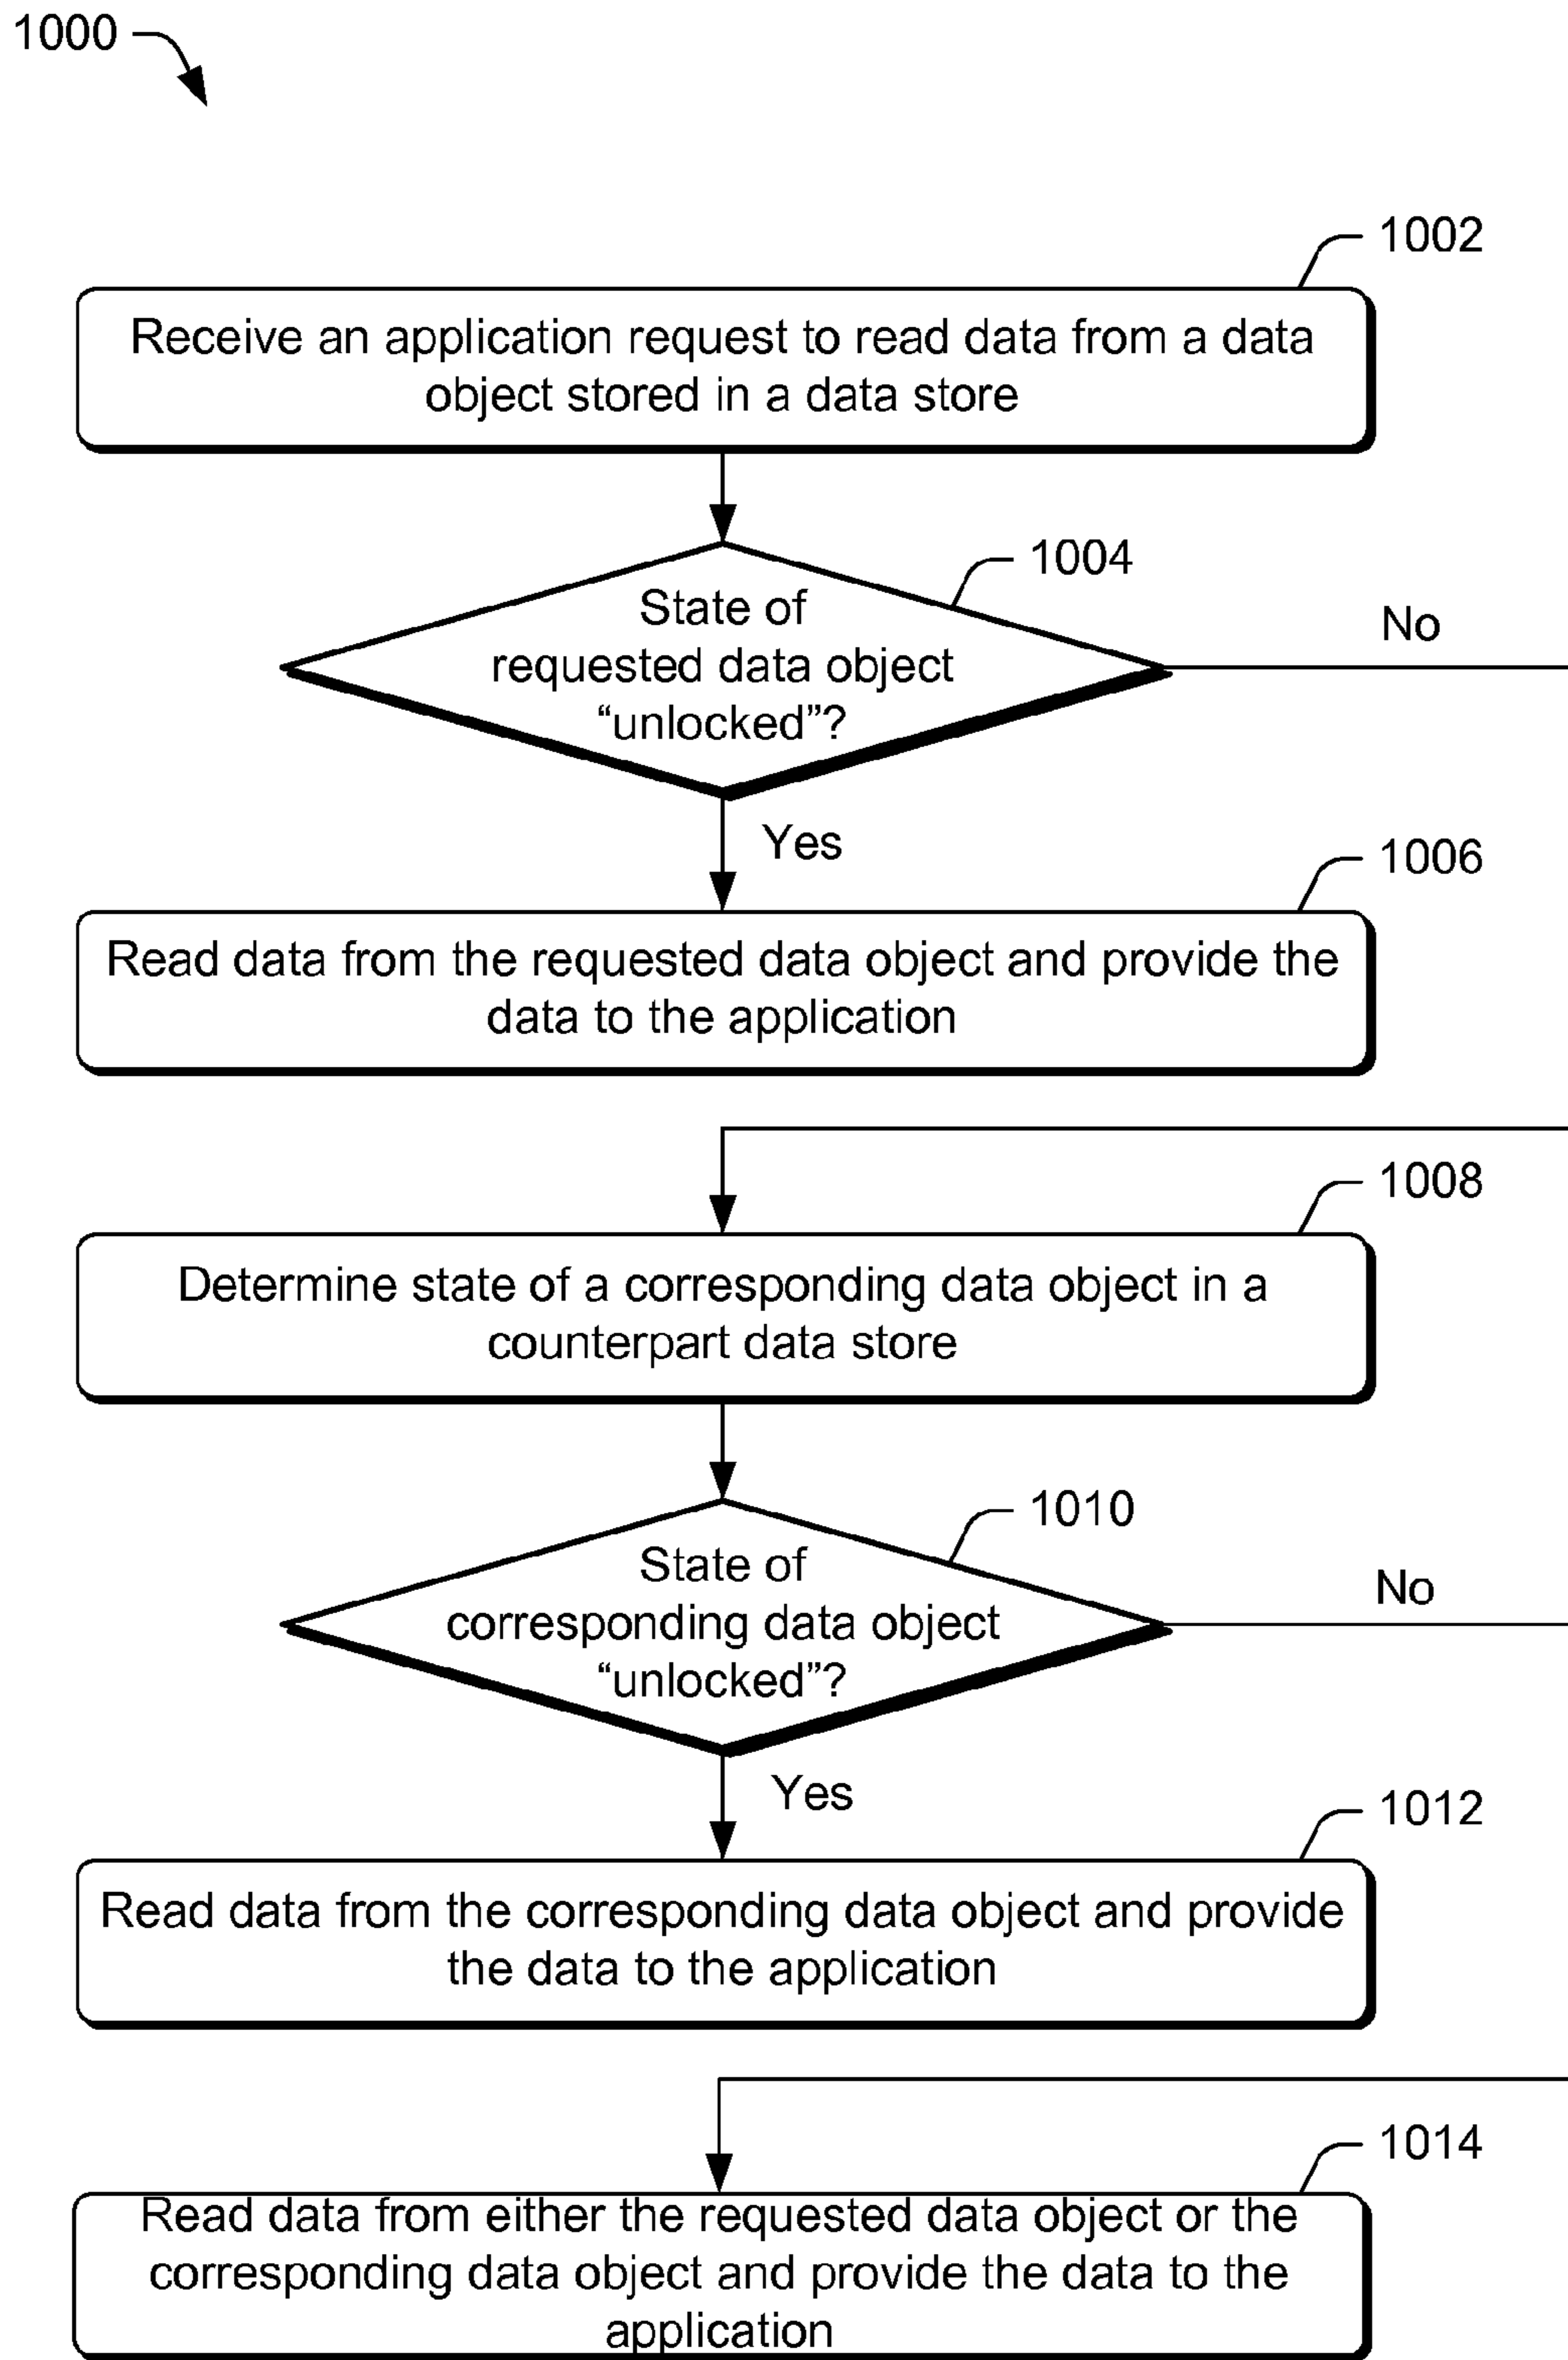 1000
1002
Receive an application request to read data from a data
object stored in a data store
1004
State of
requested data object
“unlocked”?
No
Yes
1006
Read data from the requested data object and provide the
data to the application
1008
Determine state of a corresponding data object in a
counterpart data store
1010
State of
corresponding data object
“unlocked”?
No
Yes
1012
Read data from the corresponding data object and provide
the data to the application
1014
Read data from either the requested data object or the
corresponding data object and provide the data to the
application